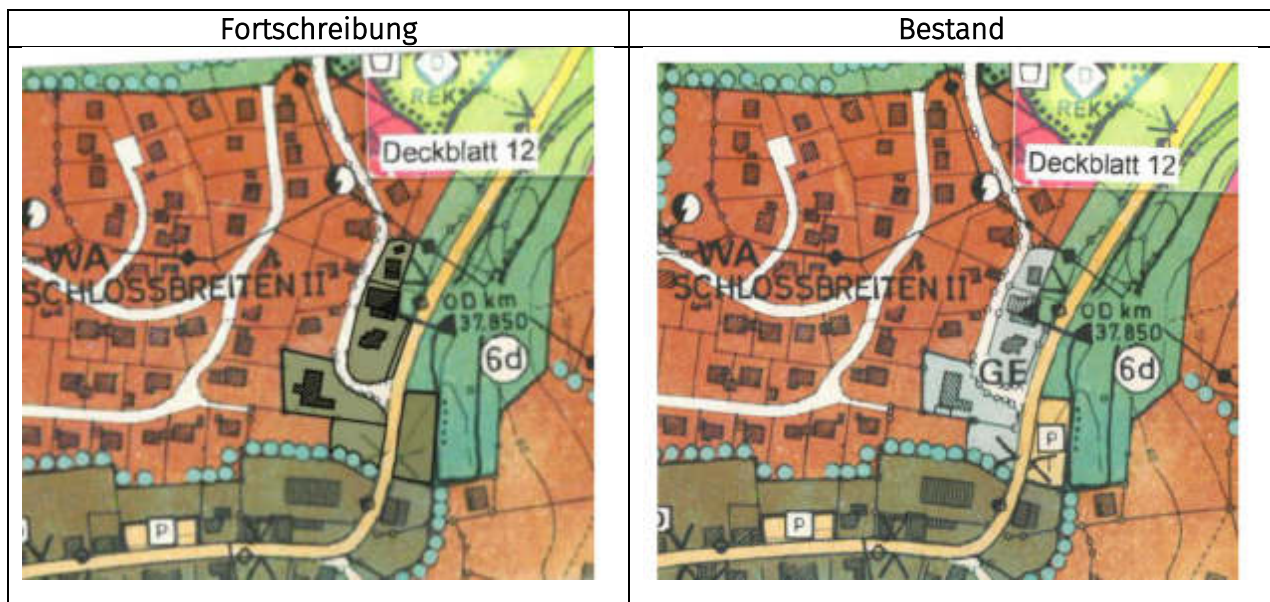 Fortschreibung
Bestand
D
REK
Deckblatt 12
WA
SCHLOSSBREITEN II
OD km
37.850
6d
P
D
REK
Deckblatt 12
WA
SCHLOSSBREITEN II
OD km
37.850
GE
6d
P
P